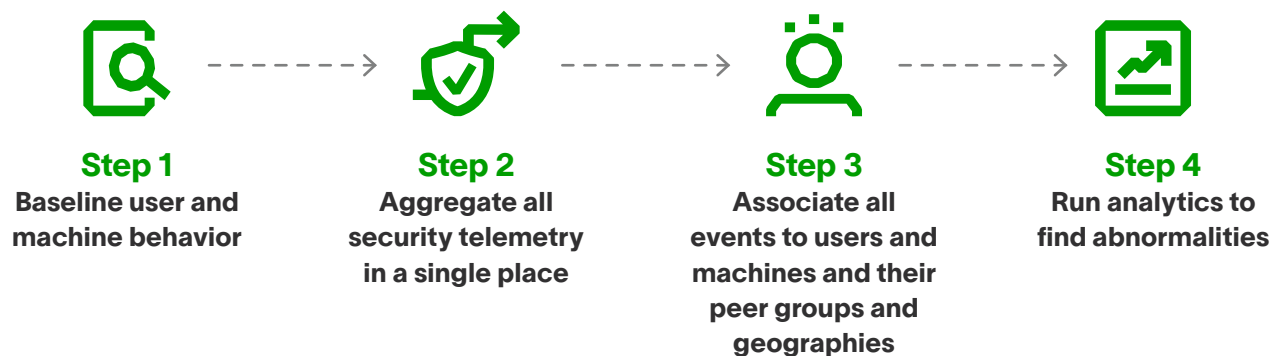 Step 1
Baseline user and
machine behavior
Step 2
Aggregate all
security telemetry
in a single place
Step 3
Associate all
events to users and
machines and their
peer groups and
geographies
Step 4
Run analytics to
find abnormalities